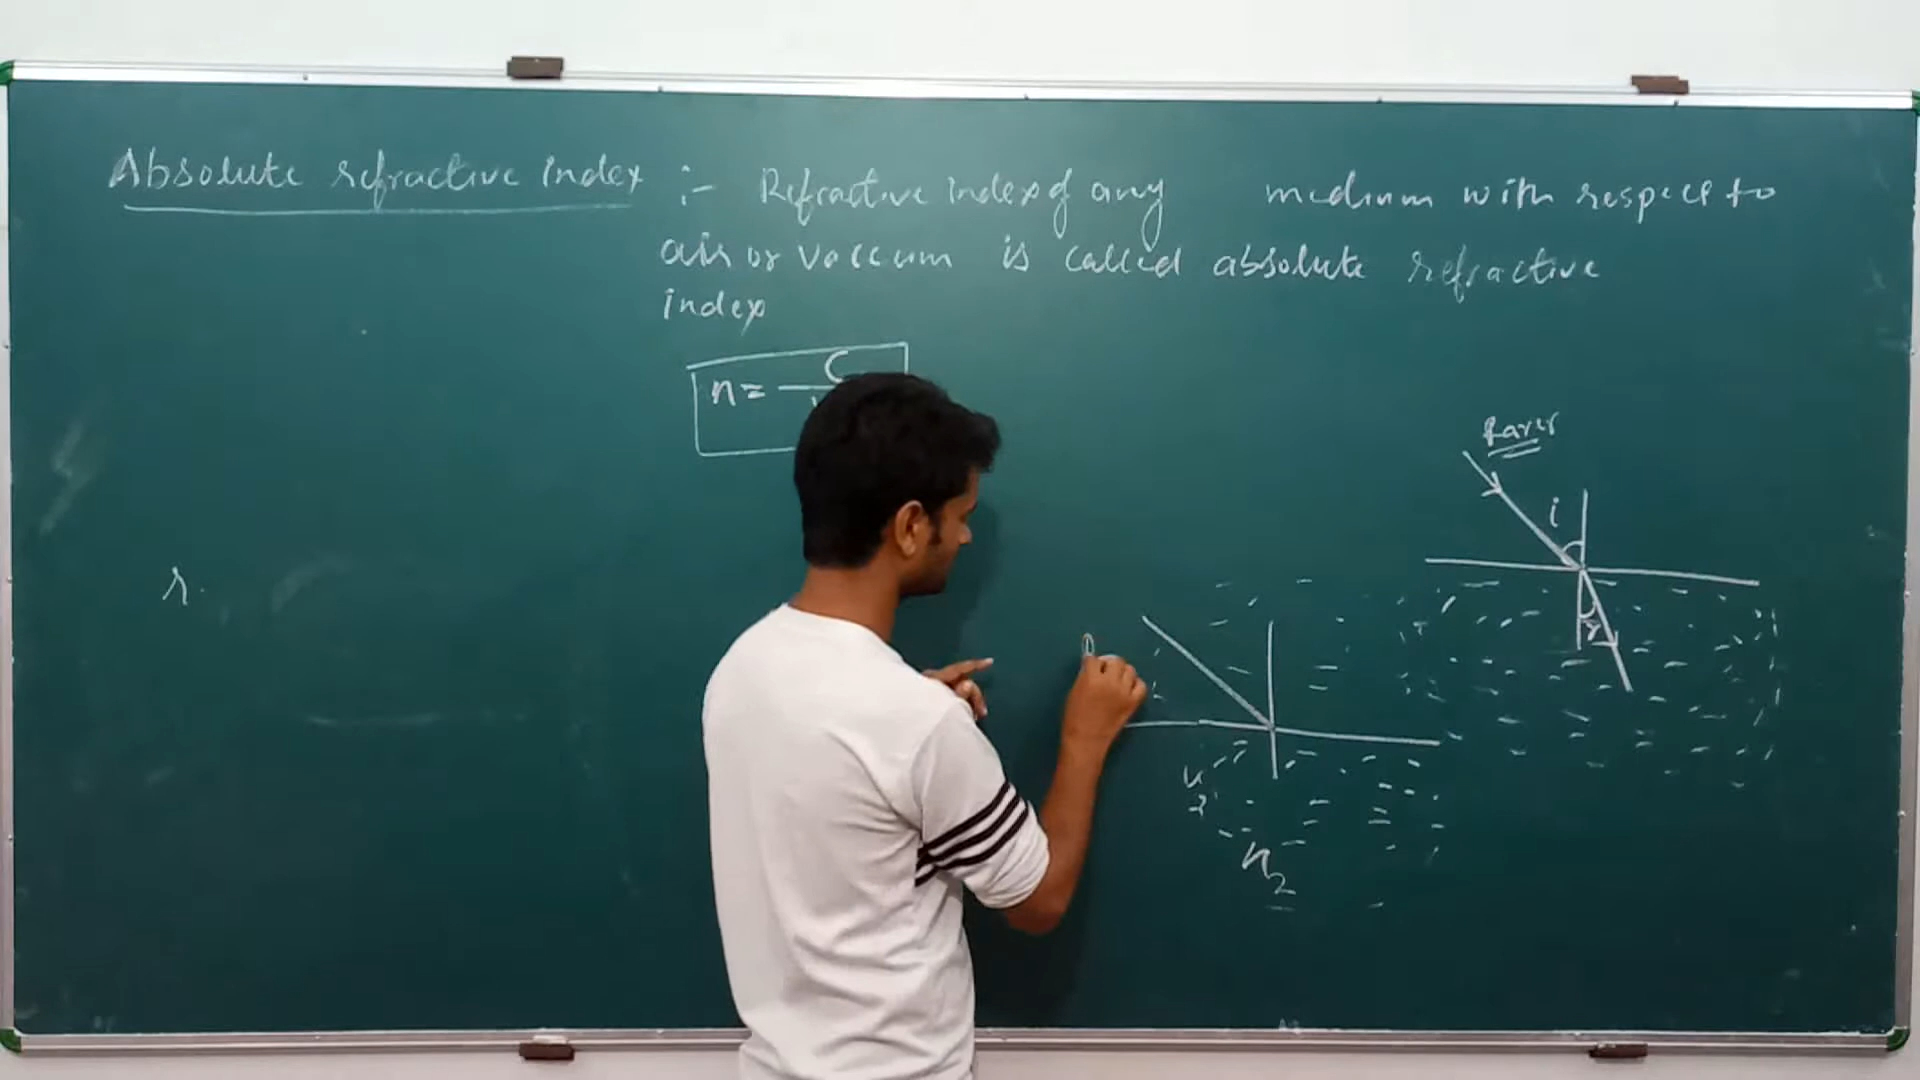 Absolute refractive index :- Refractive index of any medium with respect to
air or vaccum is called absolute refractive
index
n = C
Rarer
i
r
r.
n2